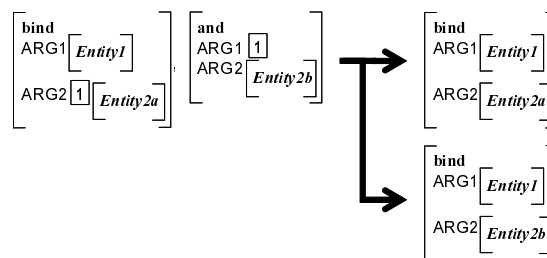 bind
ARG1 Entity1
ARG2 1 Entity2a
,
and
ARG1 1
ARG2 Entity2b
bind
ARG1 Entity1
ARG2 Entity2a
bind
ARG1 Entity1
ARG2 Entity2b